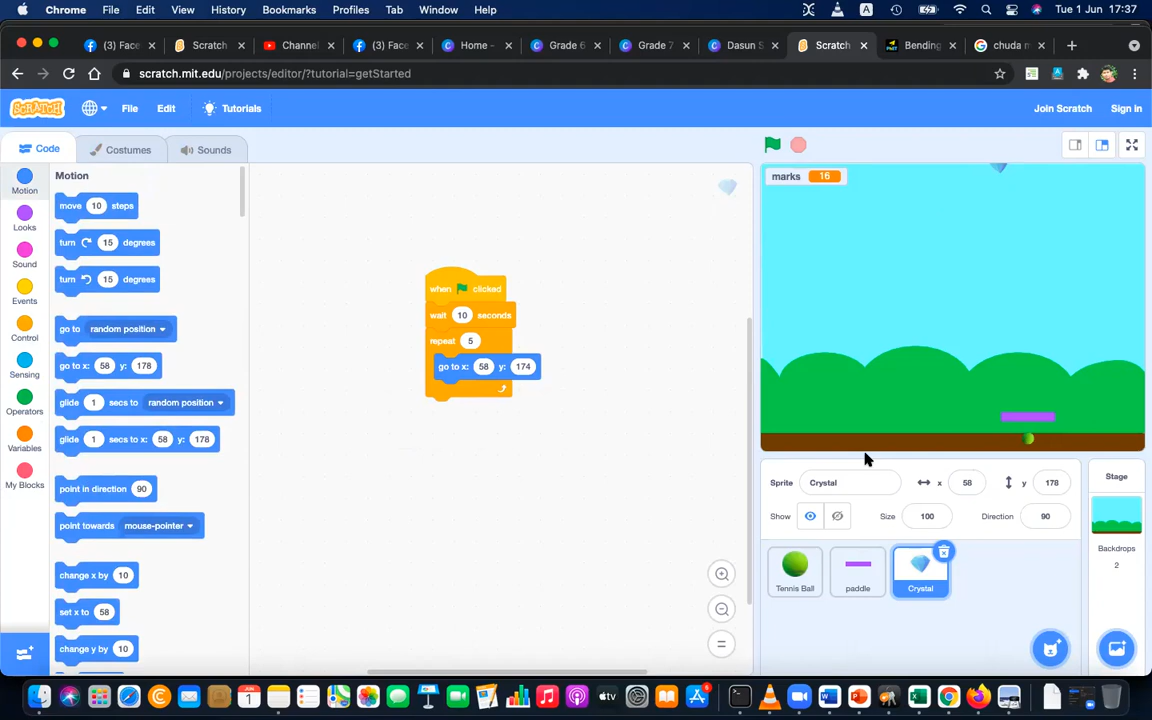 Chrome File Edit View History Bookmarks Profiles Tab Window Help A Tue 1 Jun 17:37
(3) Face Scratch Channel (3) Face Home - Grade 6 Grade 7 Dasun S Scratch Bending chuda m
scratch.mit.edu/projects/editor/?tutorial=getStarted
SCRATCH File Edit Tutorials Join Scratch Sign in
Code Costumes Sounds
Motion
Looks
Sound
Events
Control
Sensing
Operators
Variables
My Blocks
Motion
move 10 steps
turn 15 degrees
turn 15 degrees
go to random position
go to x: 58 y: 178
glide 1 secs to random position
glide 1 secs to x: 58 y: 178
point in direction 90
point towards mouse-pointer
change x by 10
set x to 58
change y by 10
when clicked
wait 10 seconds
repeat 5
go to x: 58 y: 174
marks 16
Sprite Crystal x 58 y 178
Show Size 100 Direction 90
Tennis Ball paddle Crystal
Stage
Backdrops
2